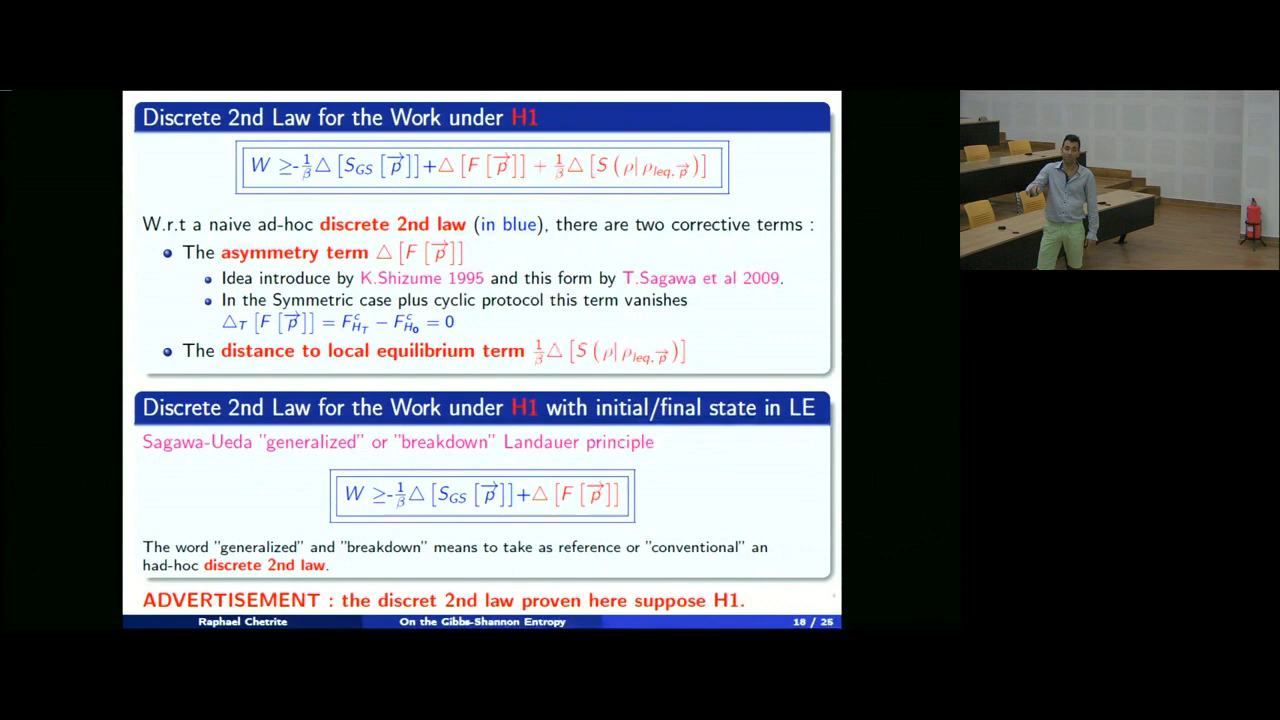 Discrete 2nd Law for the Work under H1
W ≥-1/β△[S_GS[p⃗]]+△[F[p⃗]] + 1/β△[S(ρ|ρ_leq,p⃗)]
W.r.t a naive ad-hoc discrete 2nd law (in blue), there are two corrective terms :
The asymmetry term △[F[p⃗]]
Idea introduce by K.Shizume 1995 and this form by T.Sagawa et al 2009.
In the Symmetric case plus cyclic protocol this term vanishes
△_T[F[p⃗]] = F^c_{H_T} − F^c_{H_0} = 0
The distance to local equilibrium term 1/β△[S(ρ|ρ_leq,p⃗)]
Discrete 2nd Law for the Work under H1 with initial/final state in LE
Sagawa-Ueda "generalized" or "breakdown" Landauer principle
W ≥-1/β△[S_GS[p⃗]]+△[F[p⃗]]
The word "generalized" and "breakdown" means to take as reference or "conventional" an
had-hoc discrete 2nd law.
ADVERTISEMENT : the discret 2nd law proven here suppose H1.
Raphael Chetrite On the Gibbs-Shannon Entropy 18 / 25